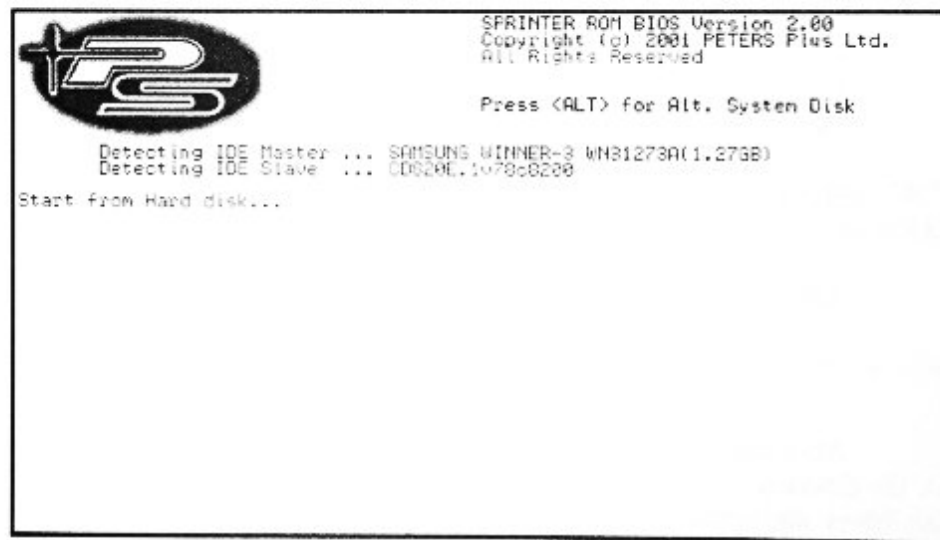 SPRINTER ROM BIOS Version 2.00
Copyright (c) 2001 PETERS Plus Ltd.
All Rights Reserved
Press <ALT> for Alt. System Disk
Detecting IDE Master ... SAMSUNG WINNER-3 WN31273A(1.27GB)
Detecting IDE Slave ...
Start from Hard disk...